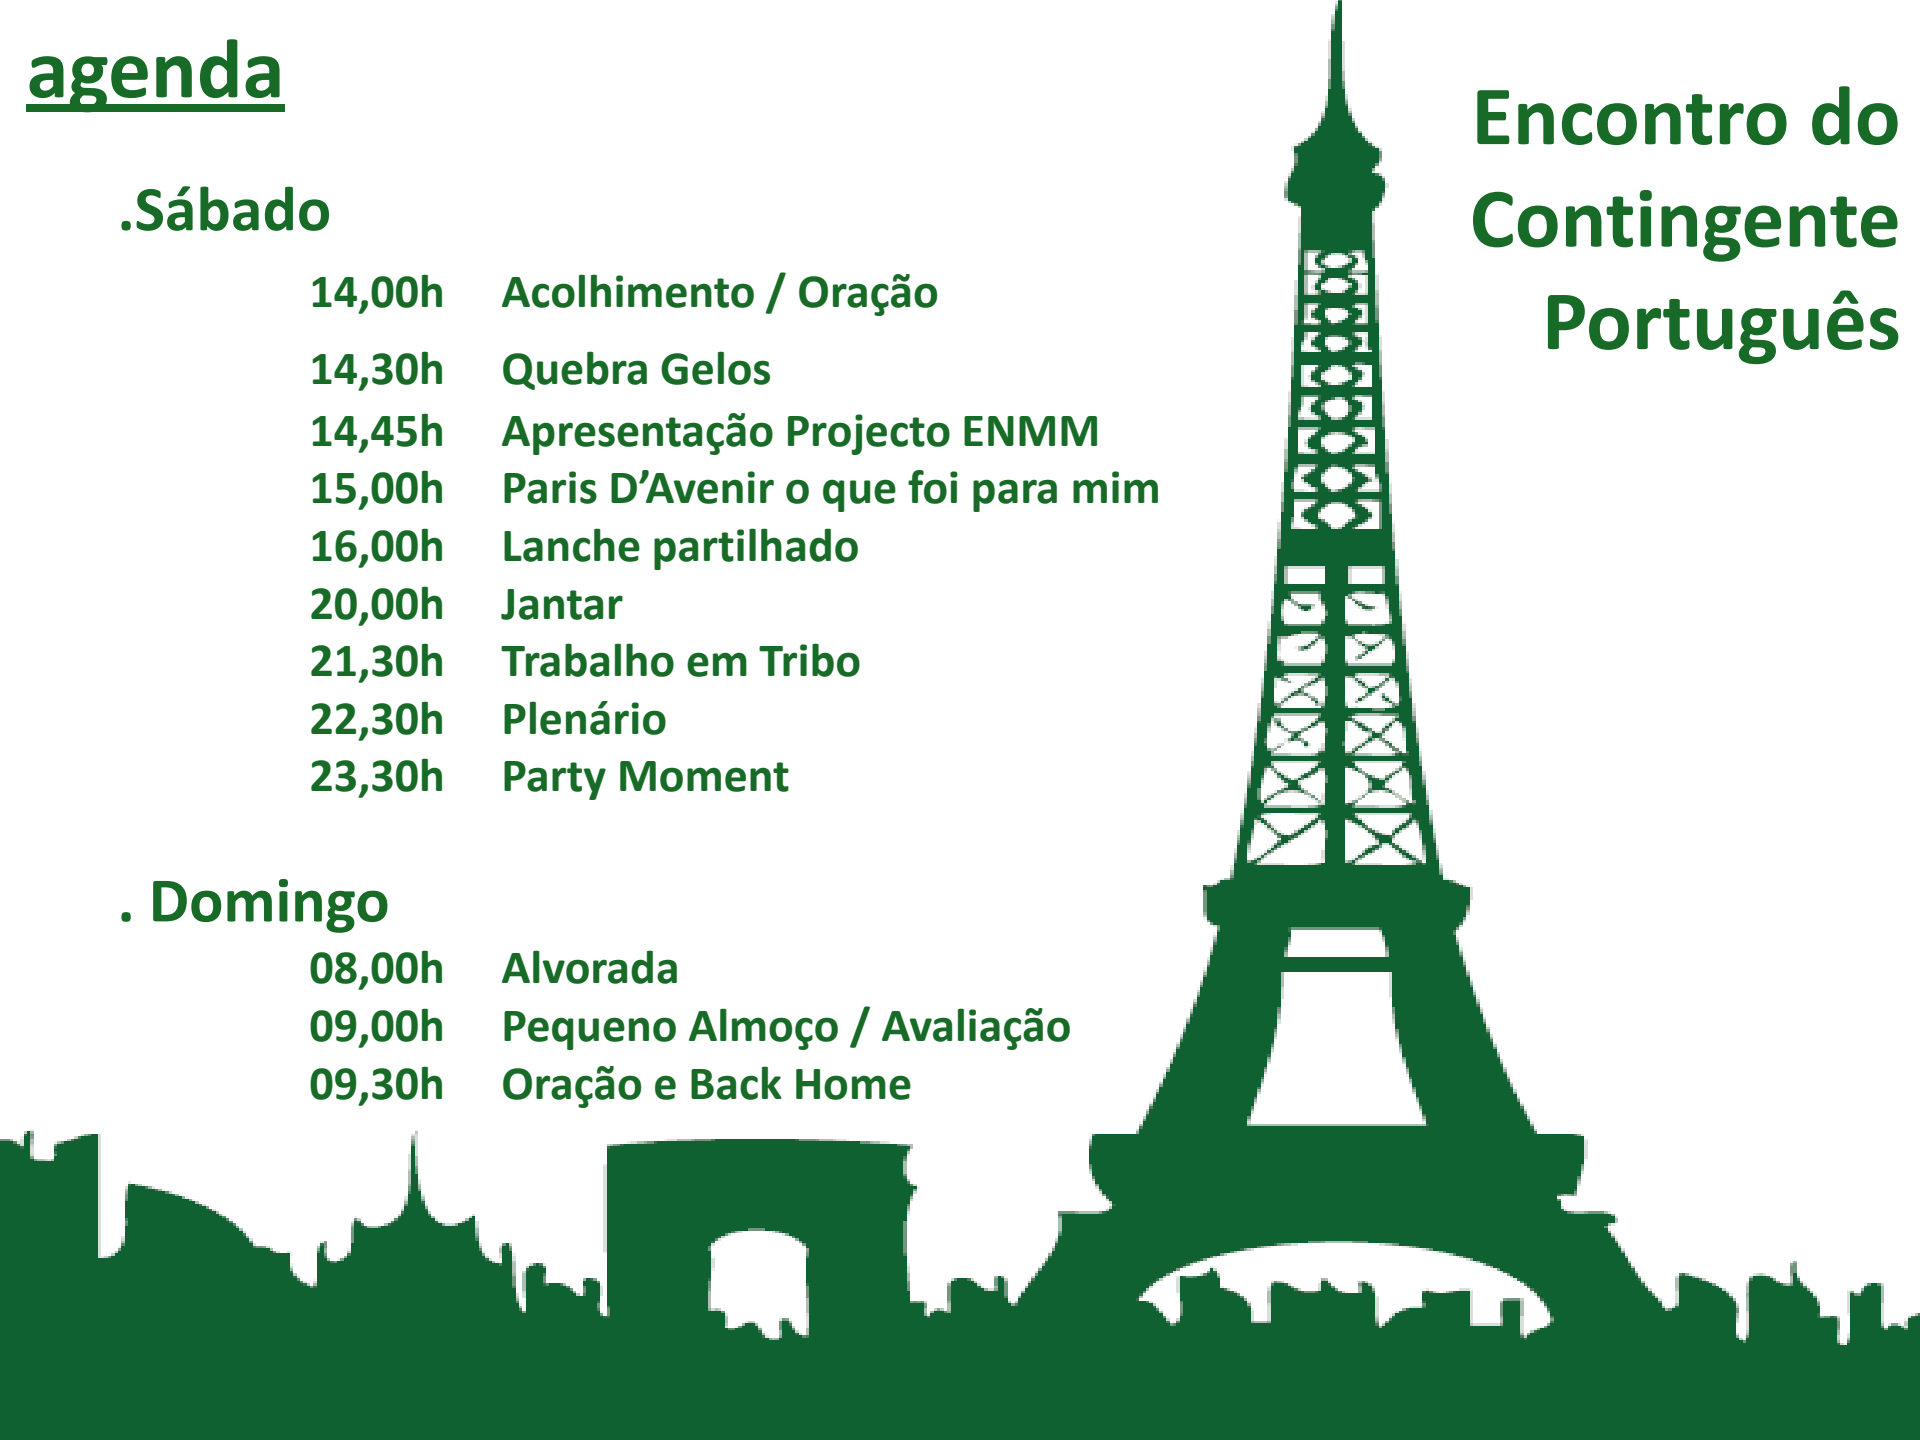 agenda
Encontro do
Contingente
Português
.Sábado
14,00h Acolhimento / Oração
14,30h Quebra Gelos
14,45h Apresentação Projecto ENMM
15,00h Paris D’Avenir o que foi para mim
16,00h Lanche partilhado
20,00h Jantar
21,30h Trabalho em Tribo
22,30h Plenário
23,30h Party Moment
. Domingo
08,00h Alvorada
09,00h Pequeno Almoço / Avaliação
09,30h Oração e Back Home